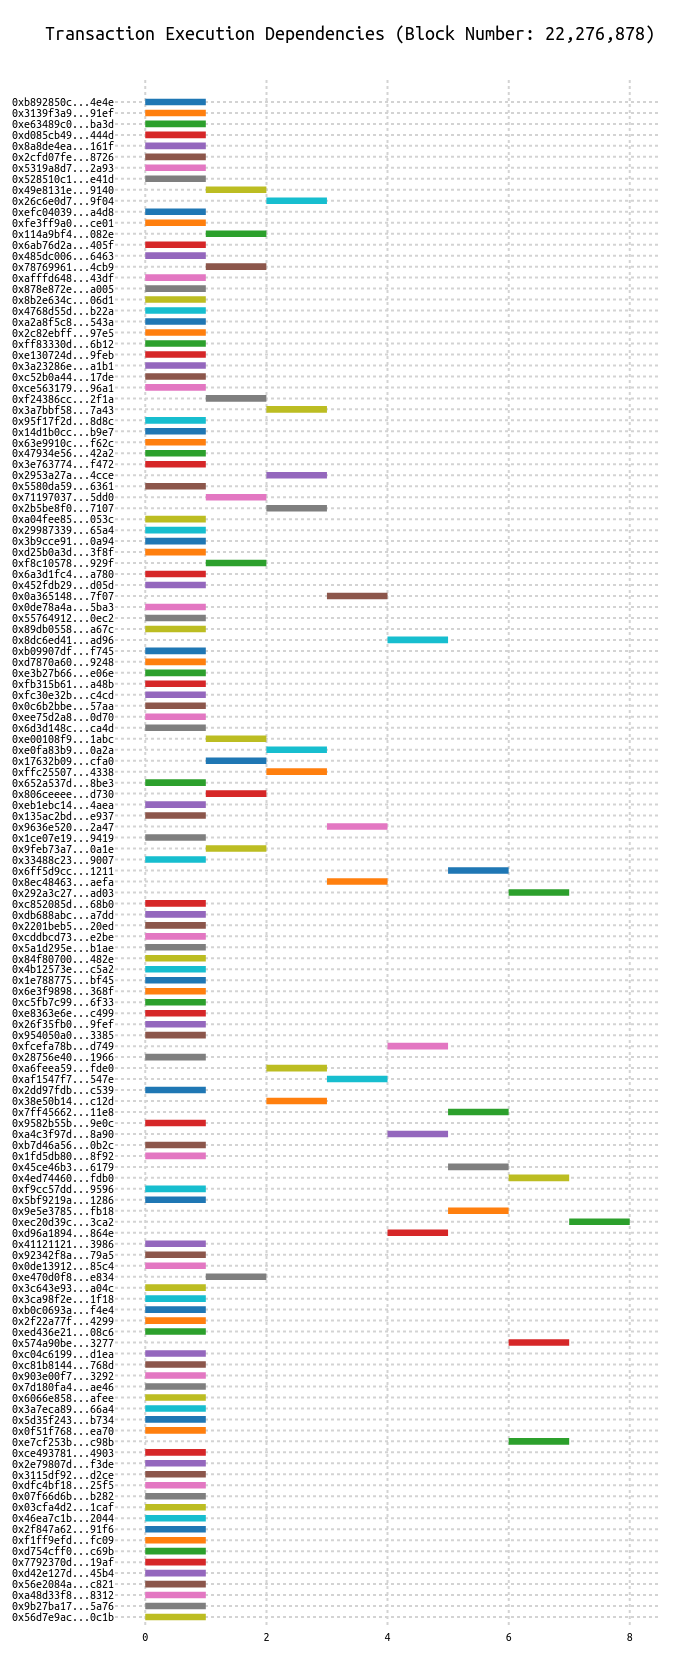 Transaction Execution Dependencies (Block Number: 22,276,878)
0xb892850c...4e4e
0x3139f3a9...91ef
0xe63489c0...ba3d
0xd085cb49...444d
0x8a8de4ea...161f
0x2cfd07fe...8726
0x5319a8d7...2a93
0x528510c1...e41d
0x49e8131e...9140
0x26c6e0d7...9f04
0xefc04039...a4d8
0xfe3ff9a0...ce01
0x114a9bf4...082e
0x6ab76d2a...405f
0x485dc006...6463
0x78769961...4cb9
0xafffd648...43df
0x878e872e...a005
0x8b2e634c...06d1
0x4768d55d...b22a
0xa2a8f5c8...543a
0x2c82ebff...97e5
0xff83330d...6b12
0xe130724d...9feb
0x3a23286e...a1b1
0xc52b0a44...17de
0xce563179...96a1
0xf24386cc...2f1a
0x3a7bbf58...7a43
0x95f17f2d...8d8c
0x14d1b0cc...b9e7
0x63e9910c...f62c
0x47934e56...42a2
0x3e763774...f472
0x2953a27a...4cce
0x5580da59...6361
0x71197037...5dd0
0x2b5be8f0...7107
0xa04fee85...053c
0x29987339...65a4
0x3b9cce91...0a94
0xd25b0a3d...3f8f
0xf8c10578...929f
0x6a3d1fc4...a780
0x452fdb29...d05d
0x0a365148...7f07
0x0de78a4a...5ba3
0x55764912...0ec2
0x89db0558...a67c
0x8dc6ed41...ad96
0xb09907df...f745
0xd7870a60...9248
0xe3b27b66...e06e
0xfb315b61...a48b
0xfc30e32b...c4cd
0x0c6b2bbe...57aa
0xee75d2a8...0d70
0x6d3d148c...ca4d
0xe00108f9...1abc
0xe0fa83b9...0a2a
0x17632b09...cfa0
0xffc25507...4338
0x652a537d...8be3
0x806ceeee...d730
0xeb1ebc14...4aea
0x135ac2bd...e937
0x9636e520...2a47
0x1ce07e19...9419
0x9feb73a7...0a1e
0x33488c23...9007
0x6ff5d9cc...1211
0x8ec48463...aefa
0x292a3c27...ad03
0xc852085d...68b0
0xdb688abc...a7dd
0x2201beb5...20ed
0xcddbcd73...e2be
0x5a1d295e...b1ae
0x84f80700...482e
0x4b12573e...c5a2
0x1e788775...bf45
0x6e3f9898...368f
0xc5fb7c99...6f33
0xe8363e6e...c499
0x26f35fb0...9fef
0x954050a0...3385
0xfcefa78b...d749
0x28756e40...1966
0xa6feea59...fde0
0xaf1547f7...547e
0x2dd97fdb...c539
0x38e50b14...c12d
0x7ff45662...11e8
0x9582b55b...9e0c
0xa4c3f97d...8a90
0xb7d46a56...0b2c
0x1fd5db80...8f92
0x45ce46b3...6179
0x4ed74460...fdb0
0xf9cc57dd...9596
0x5bf9219a...1286
0x9e5e3785...fb18
0xec20d39c...3ca2
0xd96a1894...864e
0x41121121...3986
0x92342f8a...79a5
0x0de13912...85c4
0xe470d0f8...e834
0x3c643e93...a04c
0x3ca98f2e...1f18
0xb0c0693a...f4e4
0x2f22a77f...4299
0xed436e21...08c6
0x574a90be...3277
0xc04c6199...d1ea
0xc81b8144...768d
0x903e00f7...3292
0x7d180fa4...ae46
0x6066e858...afee
0x3a7eca89...66a4
0x5d35f243...b734
0x0f51f768...ea70
0xe7cf253b...c98b
0xce493781...4903
0x2e79807d...f3de
0x3115df92...d2ce
0xdfc4bf18...25f5
0x07f66d6b...b282
0x03cfa4d2...1caf
0x46ea7c1b...2044
0x2f847a62...91f6
0xf1ff9efd...fc09
0xd754cff0...c69b
0x7792370d...19af
0xd42e127d...45b4
0x56e2084a...c821
0xa48d33f8...8312
0x9b27ba17...5a76
0x56d7e9ac...0c1b
0 2 4 6 8